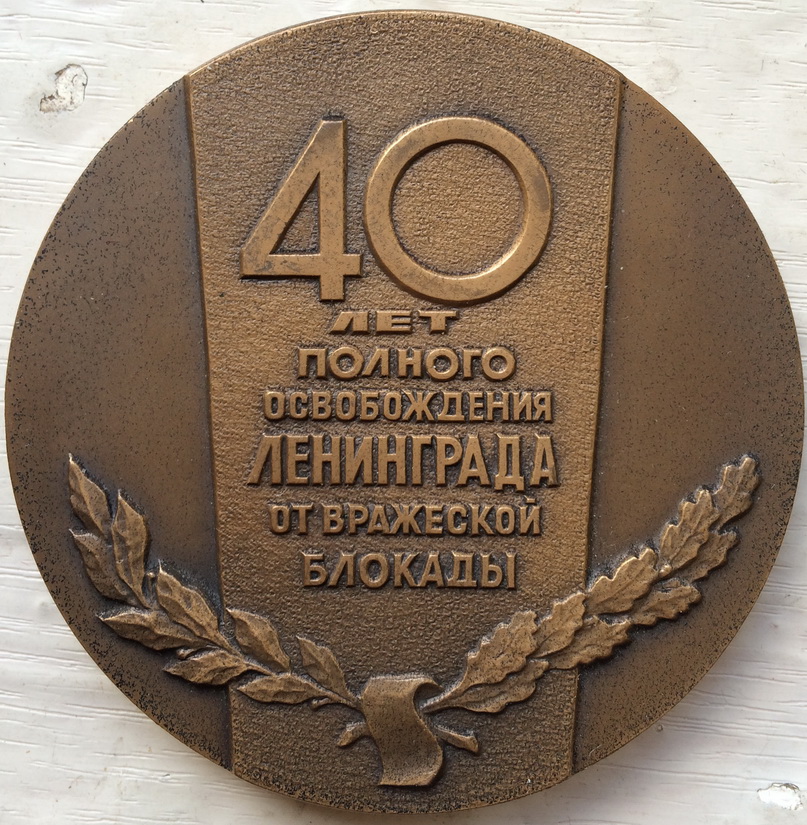 40
ЛЕТ
ПОЛНОГО
ОСВОБОЖДЕНИЯ
ЛЕНИНГРАДА
ОТ ВРАЖЕСКОЙ
БЛОКАДЫ